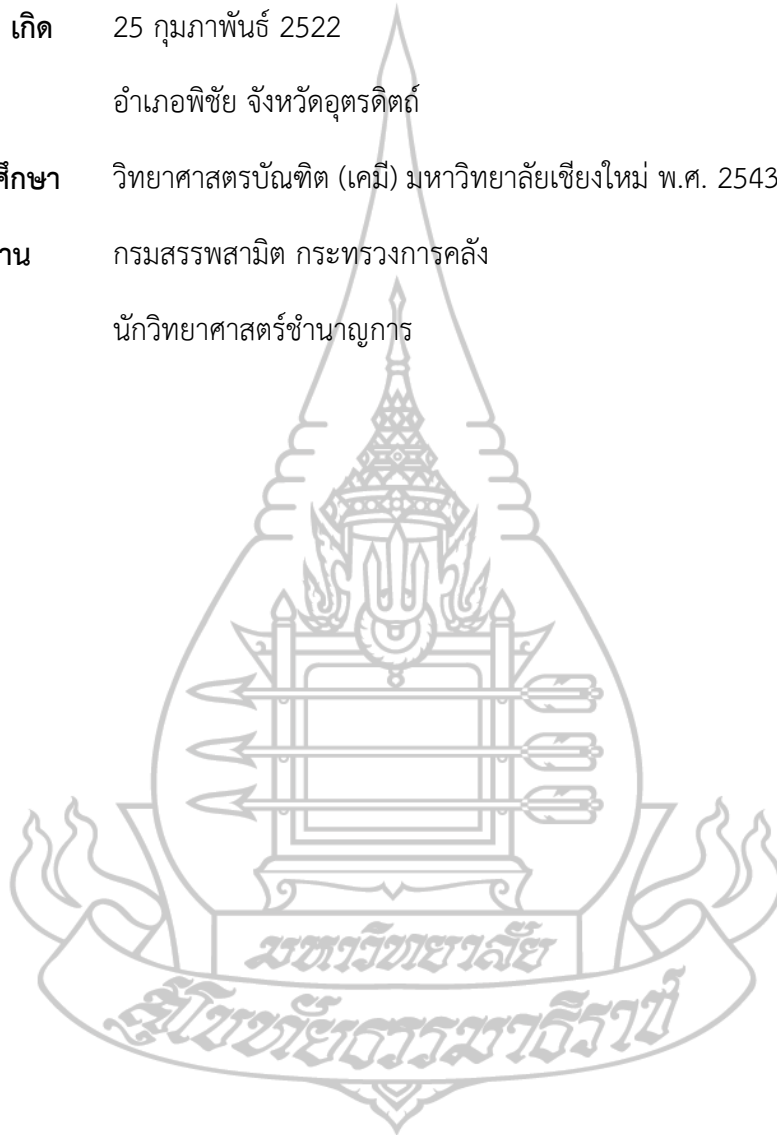 เกิด 25 กุมภาพันธ์ 2522
อำเภอพิชัย จังหวัดอุตรดิตถ์
ศึกษา วิทยาศาสตรบัณฑิต (เคมี) มหาวิทยาลัยเชียงใหม่ พ.ศ. 2543
าน กรมสรรพสามิต กระทรวงการคลัง
นักวิทยาศาสตร์ชำนาญการ
มหาวิทยาลัย
สุโขทัยธรรมาธิราช